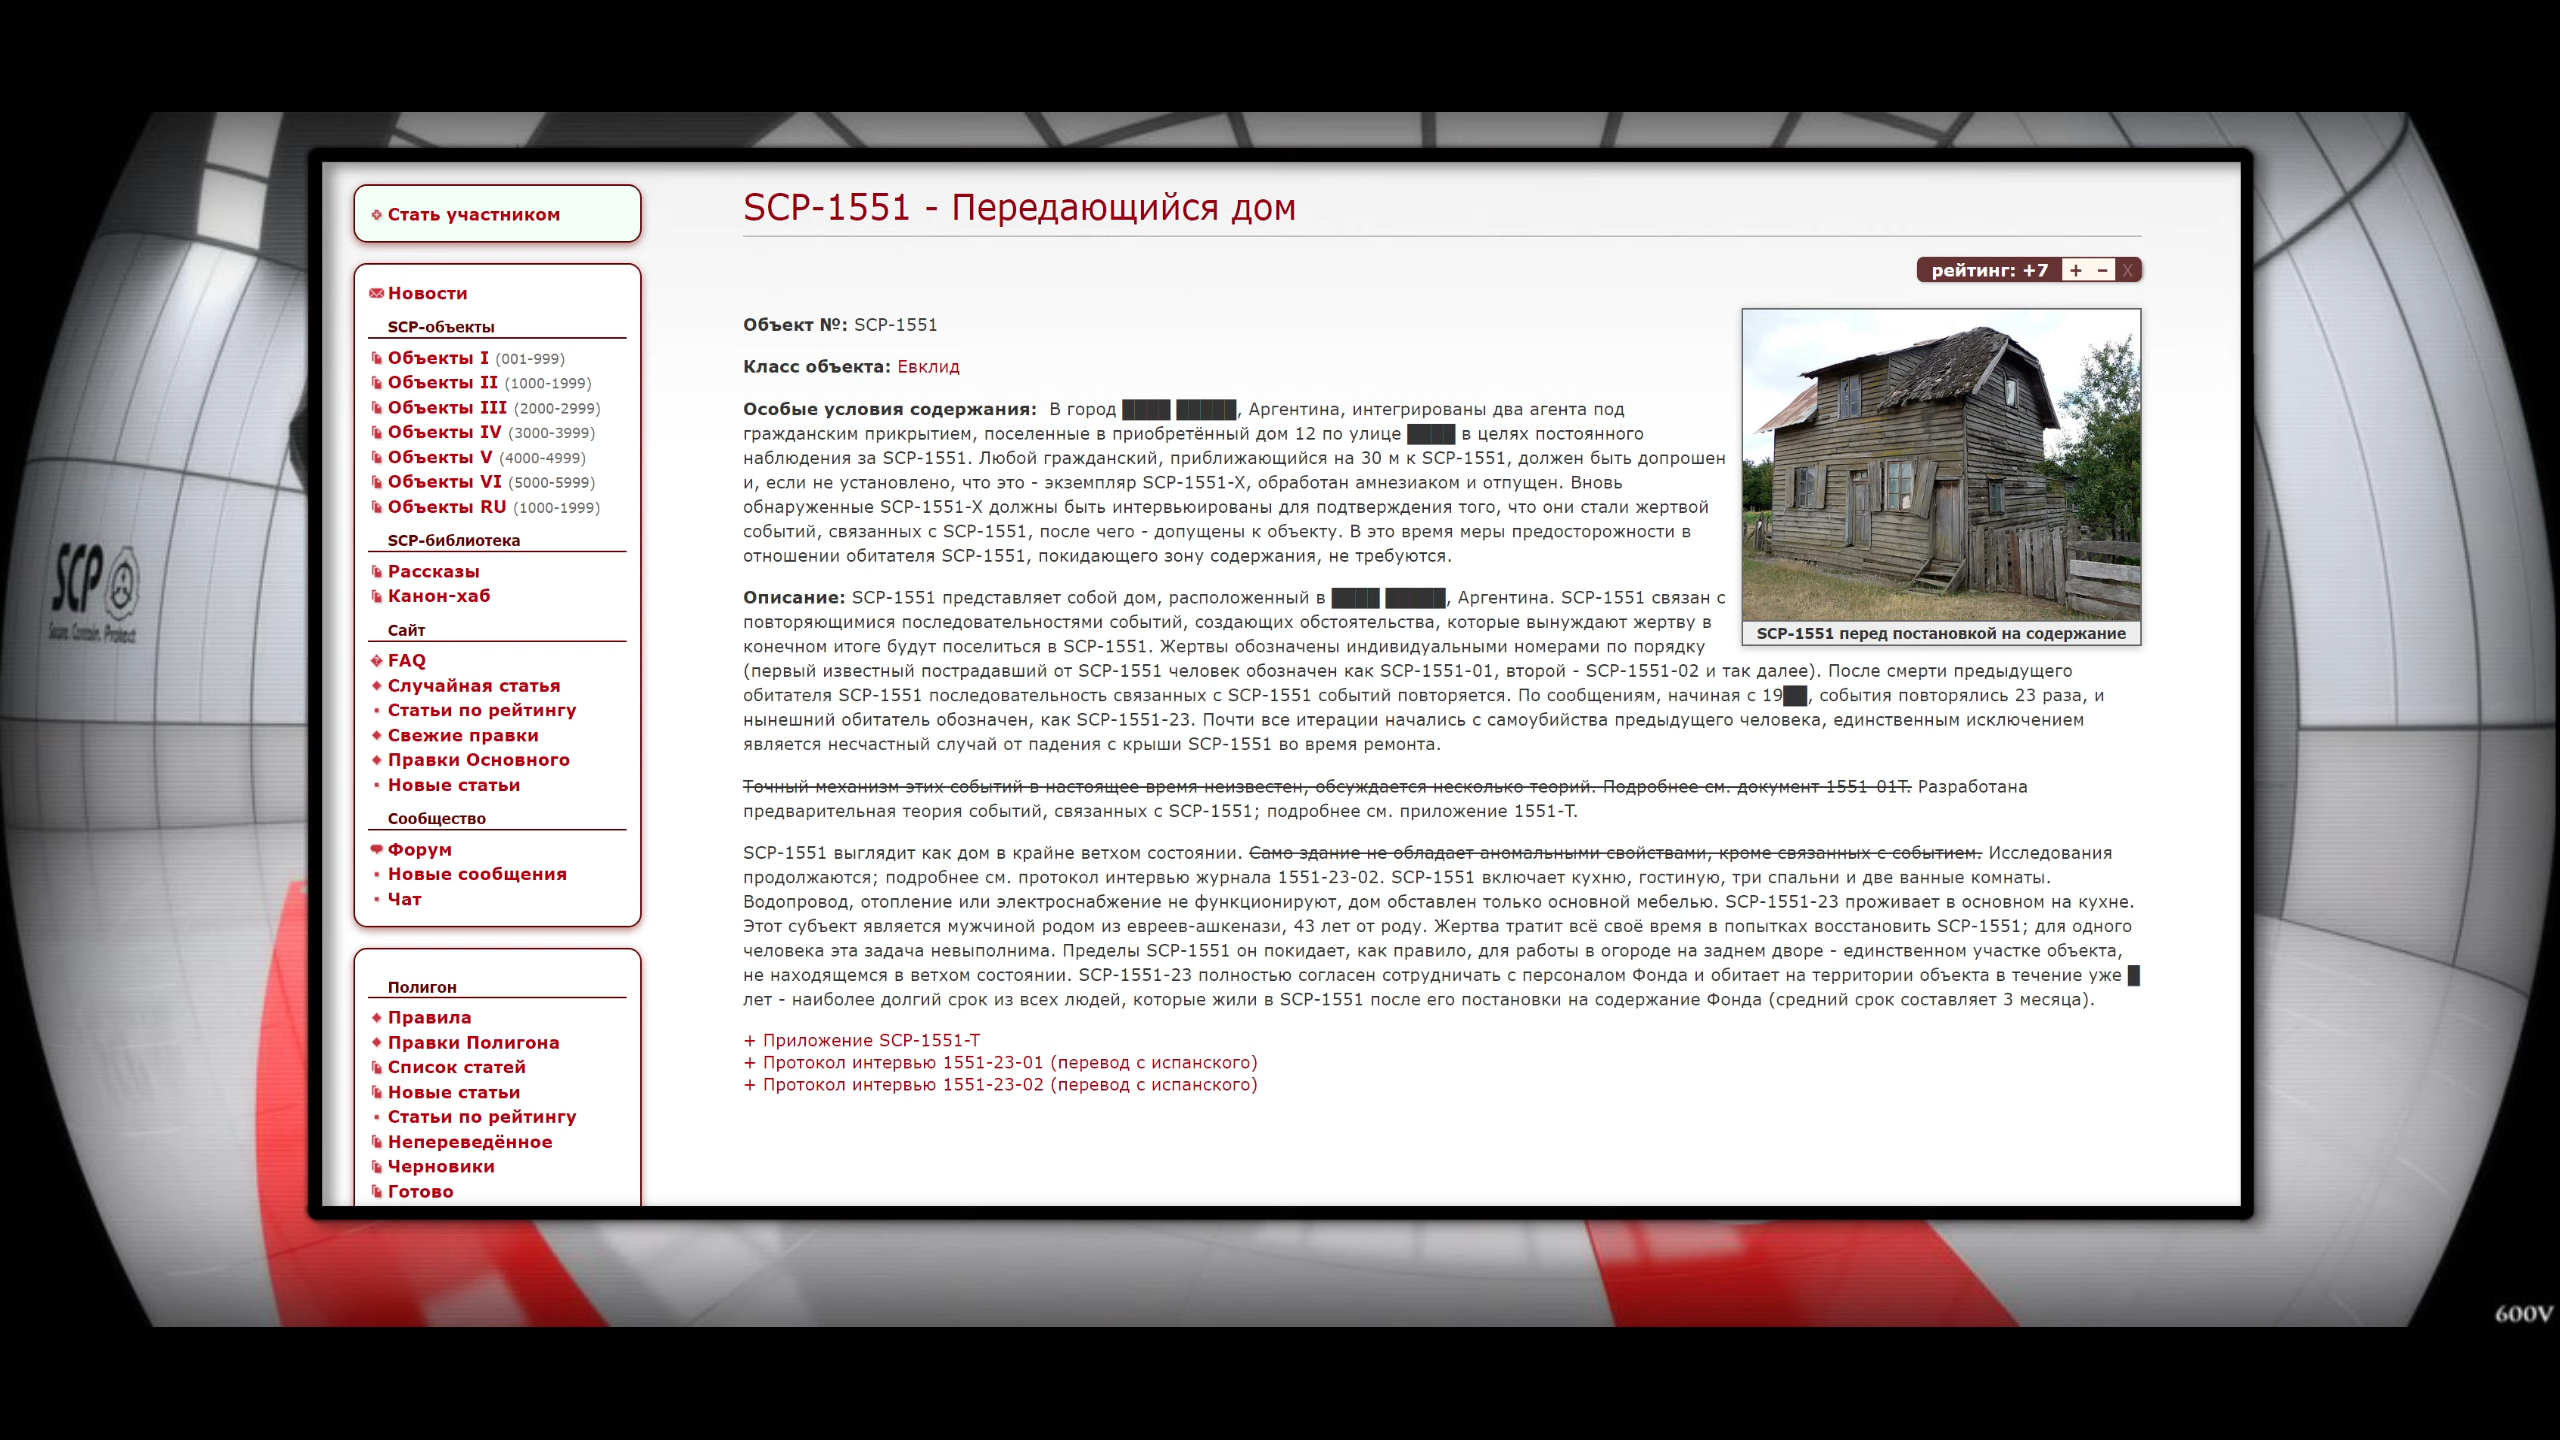 SCP
Secure. Contain. Protect
Стать участником
Новости
SCP-объекты
Объекты I (001-999)
Объекты II (1000-1999)
Объекты III (2000-2999)
Объекты IV (3000-3999)
Объекты V (4000-4999)
Объекты VI (5000-5999)
Объекты RU (1000-1999)
SCP-библиотека
Рассказы
Канон-хаб
Сайт
FAQ
Случайная статья
Статьи по рейтингу
Свежие правки
Правки Основного
Новые статьи
Сообщество
Форум
Новые сообщения
Чат
Полигон
Правила
Правки Полигона
Список статей
Новые статьи
Статьи по рейтингу
Непереведённое
Черновики
Готово
SCP-1551 - Передающийся дом
рейтинг: +7 + − X
Объект №: SCP-1551
Класс объекта: Евклид
Особые условия содержания: В город ████ █████, Аргентина, интегрированы два агента под
гражданским прикрытием, поселенные в приобретённый дом 12 по улице ████ в целях постоянного
наблюдения за SCP-1551. Любой гражданский, приближающийся на 30 м к SCP-1551, должен быть допрошен
и, если не установлено, что это - экземпляр SCP-1551-X, обработан амнезиаком и отпущен. Вновь
обнаруженные SCP-1551-X должны быть интервьюированы для подтверждения того, что они стали жертвой
событий, связанных с SCP-1551, после чего - допущены к объекту. В это время меры предосторожности в
отношении обитателя SCP-1551, покидающего зону содержания, не требуются.
SCP-1551 перед постановкой на содержание
Описание: SCP-1551 представляет собой дом, расположенный в ████ █████, Аргентина. SCP-1551 связан с
повторяющимися последовательностями событий, создающих обстоятельства, которые вынуждают жертву в
конечном итоге будут поселиться в SCP-1551. Жертвы обозначены индивидуальными номерами по порядку
(первый известный пострадавший от SCP-1551 человек обозначен как SCP-1551-01, второй - SCP-1551-02 и так далее). После смерти предыдущего
обитателя SCP-1551 последовательность связанных с SCP-1551 событий повторяется. По сообщениям, начиная с 19██, события повторялись 23 раза, и
нынешний обитатель обозначен, как SCP-1551-23. Почти все итерации начались с самоубийства предыдущего человека, единственным исключением
является несчастный случай от падения с крыши SCP-1551 во время ремонта.
Точный механизм этих событий в настоящее время неизвестен, обсуждается несколько теорий. Подробнее см. документ 1551-01T. Разработана
предварительная теория событий, связанных с SCP-1551; подробнее см. приложение 1551-T.
SCP-1551 выглядит как дом в крайне ветхом состоянии. Само здание не обладает аномальными свойствами, кроме связанных с событием. Исследования
продолжаются; подробнее см. протокол интервью журнала 1551-23-02. SCP-1551 включает кухню, гостиную, три спальни и две ванные комнаты.
Водопровод, отопление или электроснабжение не функционируют, дом обставлен только основной мебелью. SCP-1551-23 проживает в основном на кухне.
Этот субъект является мужчиной родом из евреев-ашкенази, 43 лет от роду. Жертва тратит всё своё время в попытках восстановить SCP-1551; для одного
человека эта задача невыполнима. Пределы SCP-1551 он покидает, как правило, для работы в огороде на заднем дворе - единственном участке объекта,
не находящемся в ветхом состоянии. SCP-1551-23 полностью согласен сотрудничать с персоналом Фонда и обитает на территории объекта в течение уже █
лет - наиболее долгий срок из всех людей, которые жили в SCP-1551 после его постановки на содержание Фонда (средний срок составляет 3 месяца).
+ Приложение SCP-1551-T
+ Протокол интервью 1551-23-01 (перевод с испанского)
+ Протокол интервью 1551-23-02 (перевод с испанского)
600V